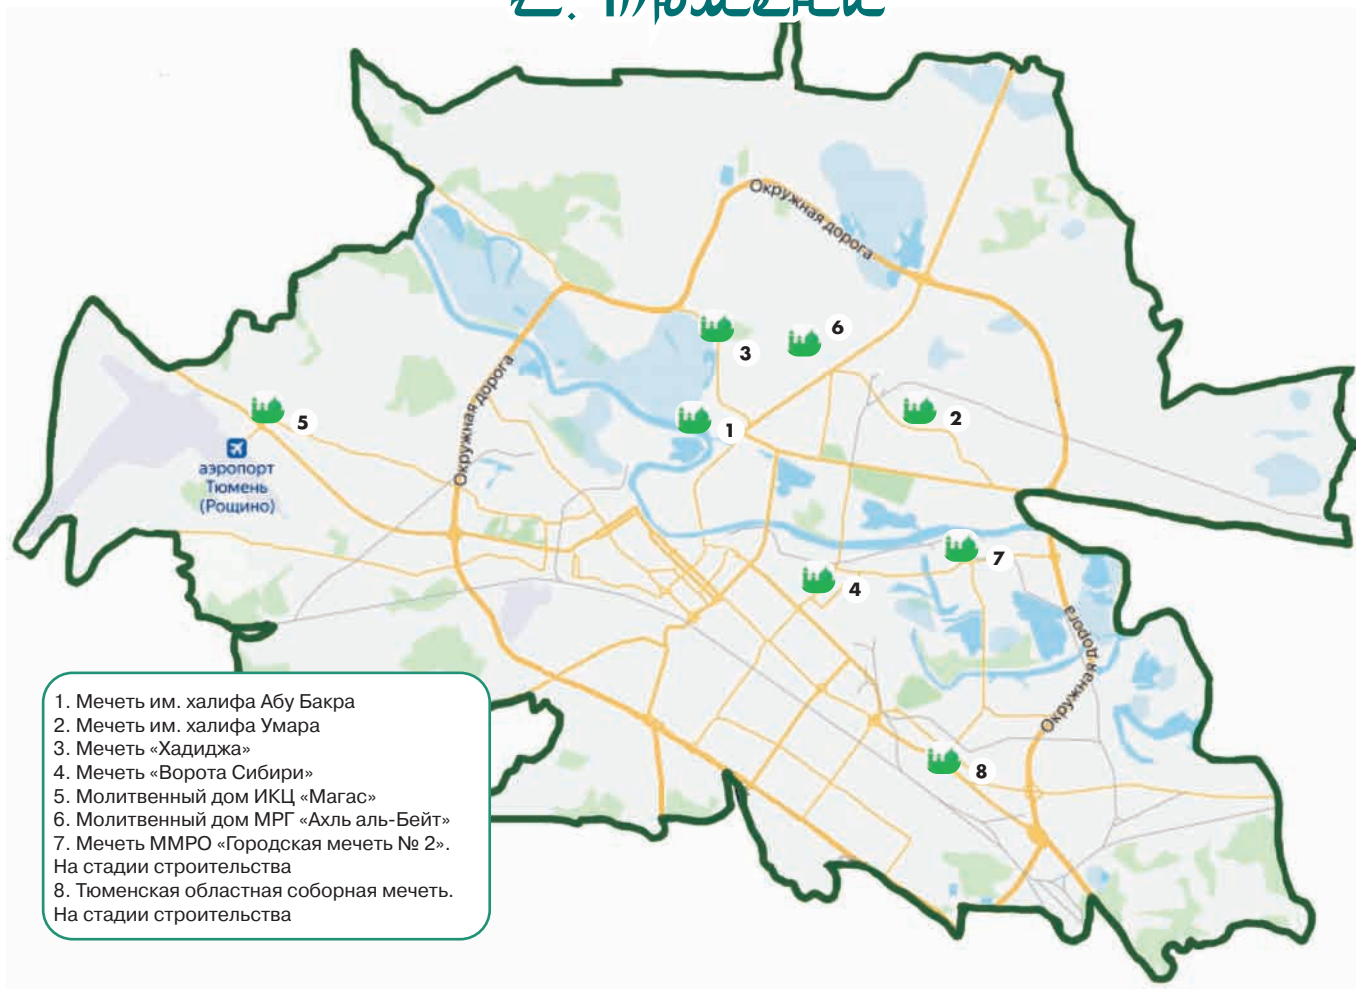 г. Тюмени
Окружная дорога
6
3
2
5
1
Окружная дорога
аэропорт
Тюмень
(Рощино)
7
4
Окружная дорога
8
1. Мечеть им. халифа Абу Бакра
2. Мечеть им. халифа Умара
3. Мечеть «Хадиджа»
4. Мечеть «Ворота Сибири»
5. Молитвенный дом ИКЦ «Магас»
6. Молитвенный дом МРГ «Ахль аль-Бейт»
7. Мечеть ММРО «Городская мечеть № 2».
На стадии строительства
8. Тюменская областная соборная мечеть.
На стадии строительства